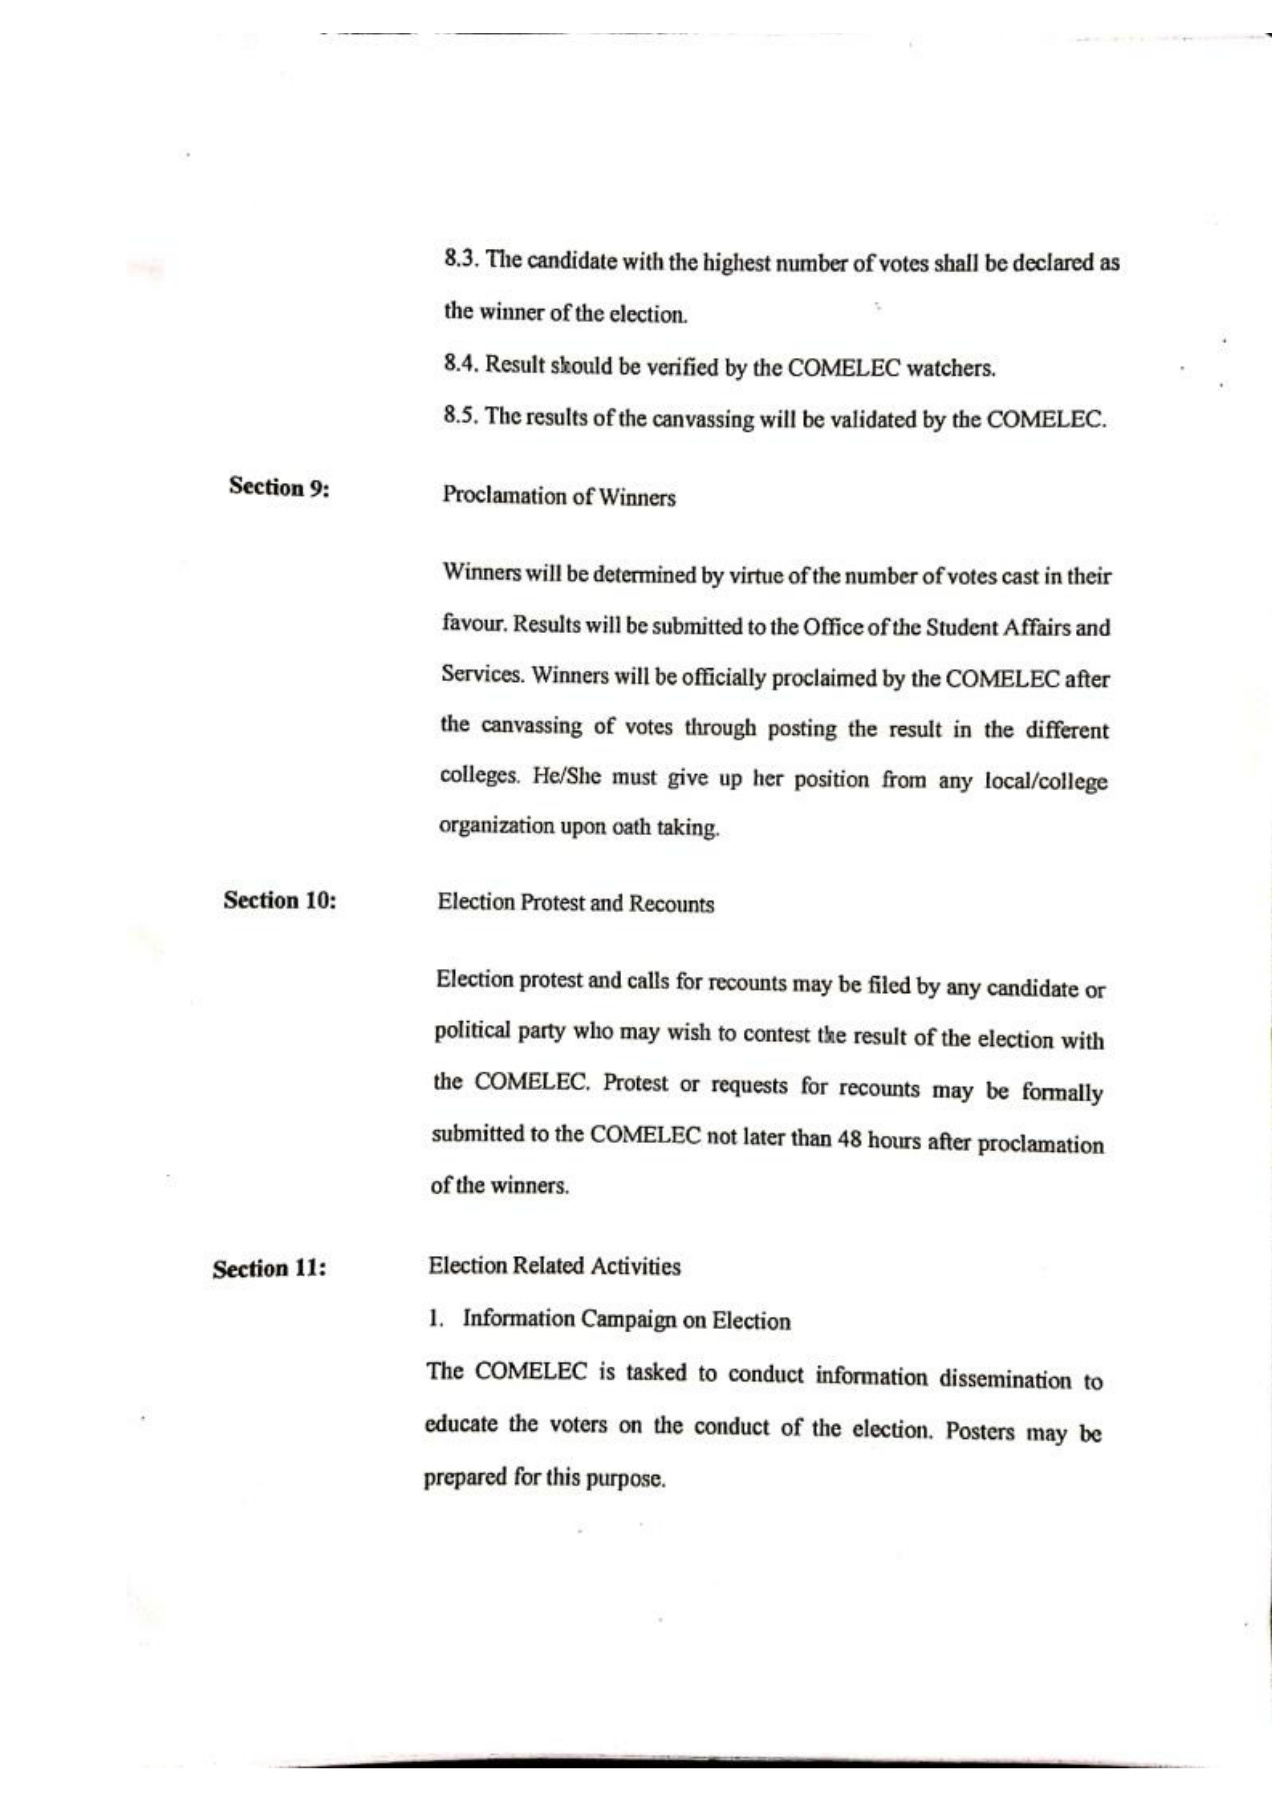 8.3. The candidate with the highest number of votes shall be declared as
the winner of the election.
8.4. Result should be verified by the COMELEC watchers.
8.5. The results of the canvassing will be validated by the COMELEC.
Section 9: Proclamation of Winners
Winners will be determined by virtue of the number of votes cast in their
favour. Results will be submitted to the Office of the Student Affairs and
Services. Winners will be officially proclaimed by the COMELEC after
the canvassing of votes through posting the result in the different
colleges. He/She must give up her position from any local/college
organization upon oath taking.
Section 10: Election Protest and Recounts
Election protest and calls for recounts may be filed by any candidate or
political party who may wish to contest the result of the election with
the COMELEC. Protest or requests for recounts may be formally
submitted to the COMELEC not later than 48 hours after proclamation
of the winners.
Section 11: Election Related Activities
1. Information Campaign on Election
The COMELEC is tasked to conduct information dissemination to
educate the voters on the conduct of the election. Posters may be
prepared for this purpose.